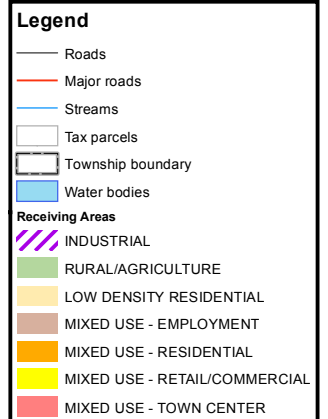 Legend
Roads
Major roads
Streams
Tax parcels
Township boundary
Water bodies
Receiving Areas
INDUSTRIAL
RURAL/AGRICULTURE
LOW DENSITY RESIDENTIAL
MIXED USE - EMPLOYMENT
MIXED USE - RESIDENTIAL
MIXED USE - RETAIL/COMMERCIAL
MIXED USE - TOWN CENTER